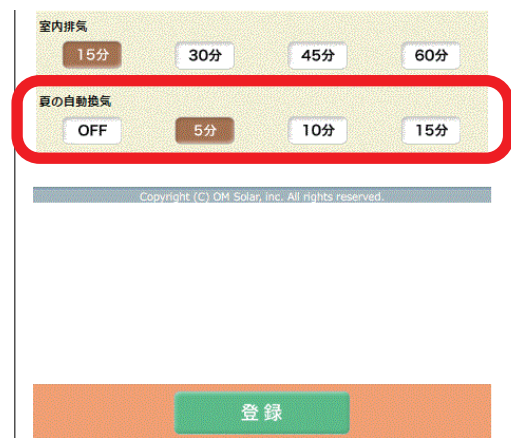 室内排気
15分 30分 45分 60分
夏の自動換気
OFF 5分 10分 15分
Copyright (C) OM Solar, inc. All rights reserved.
登録